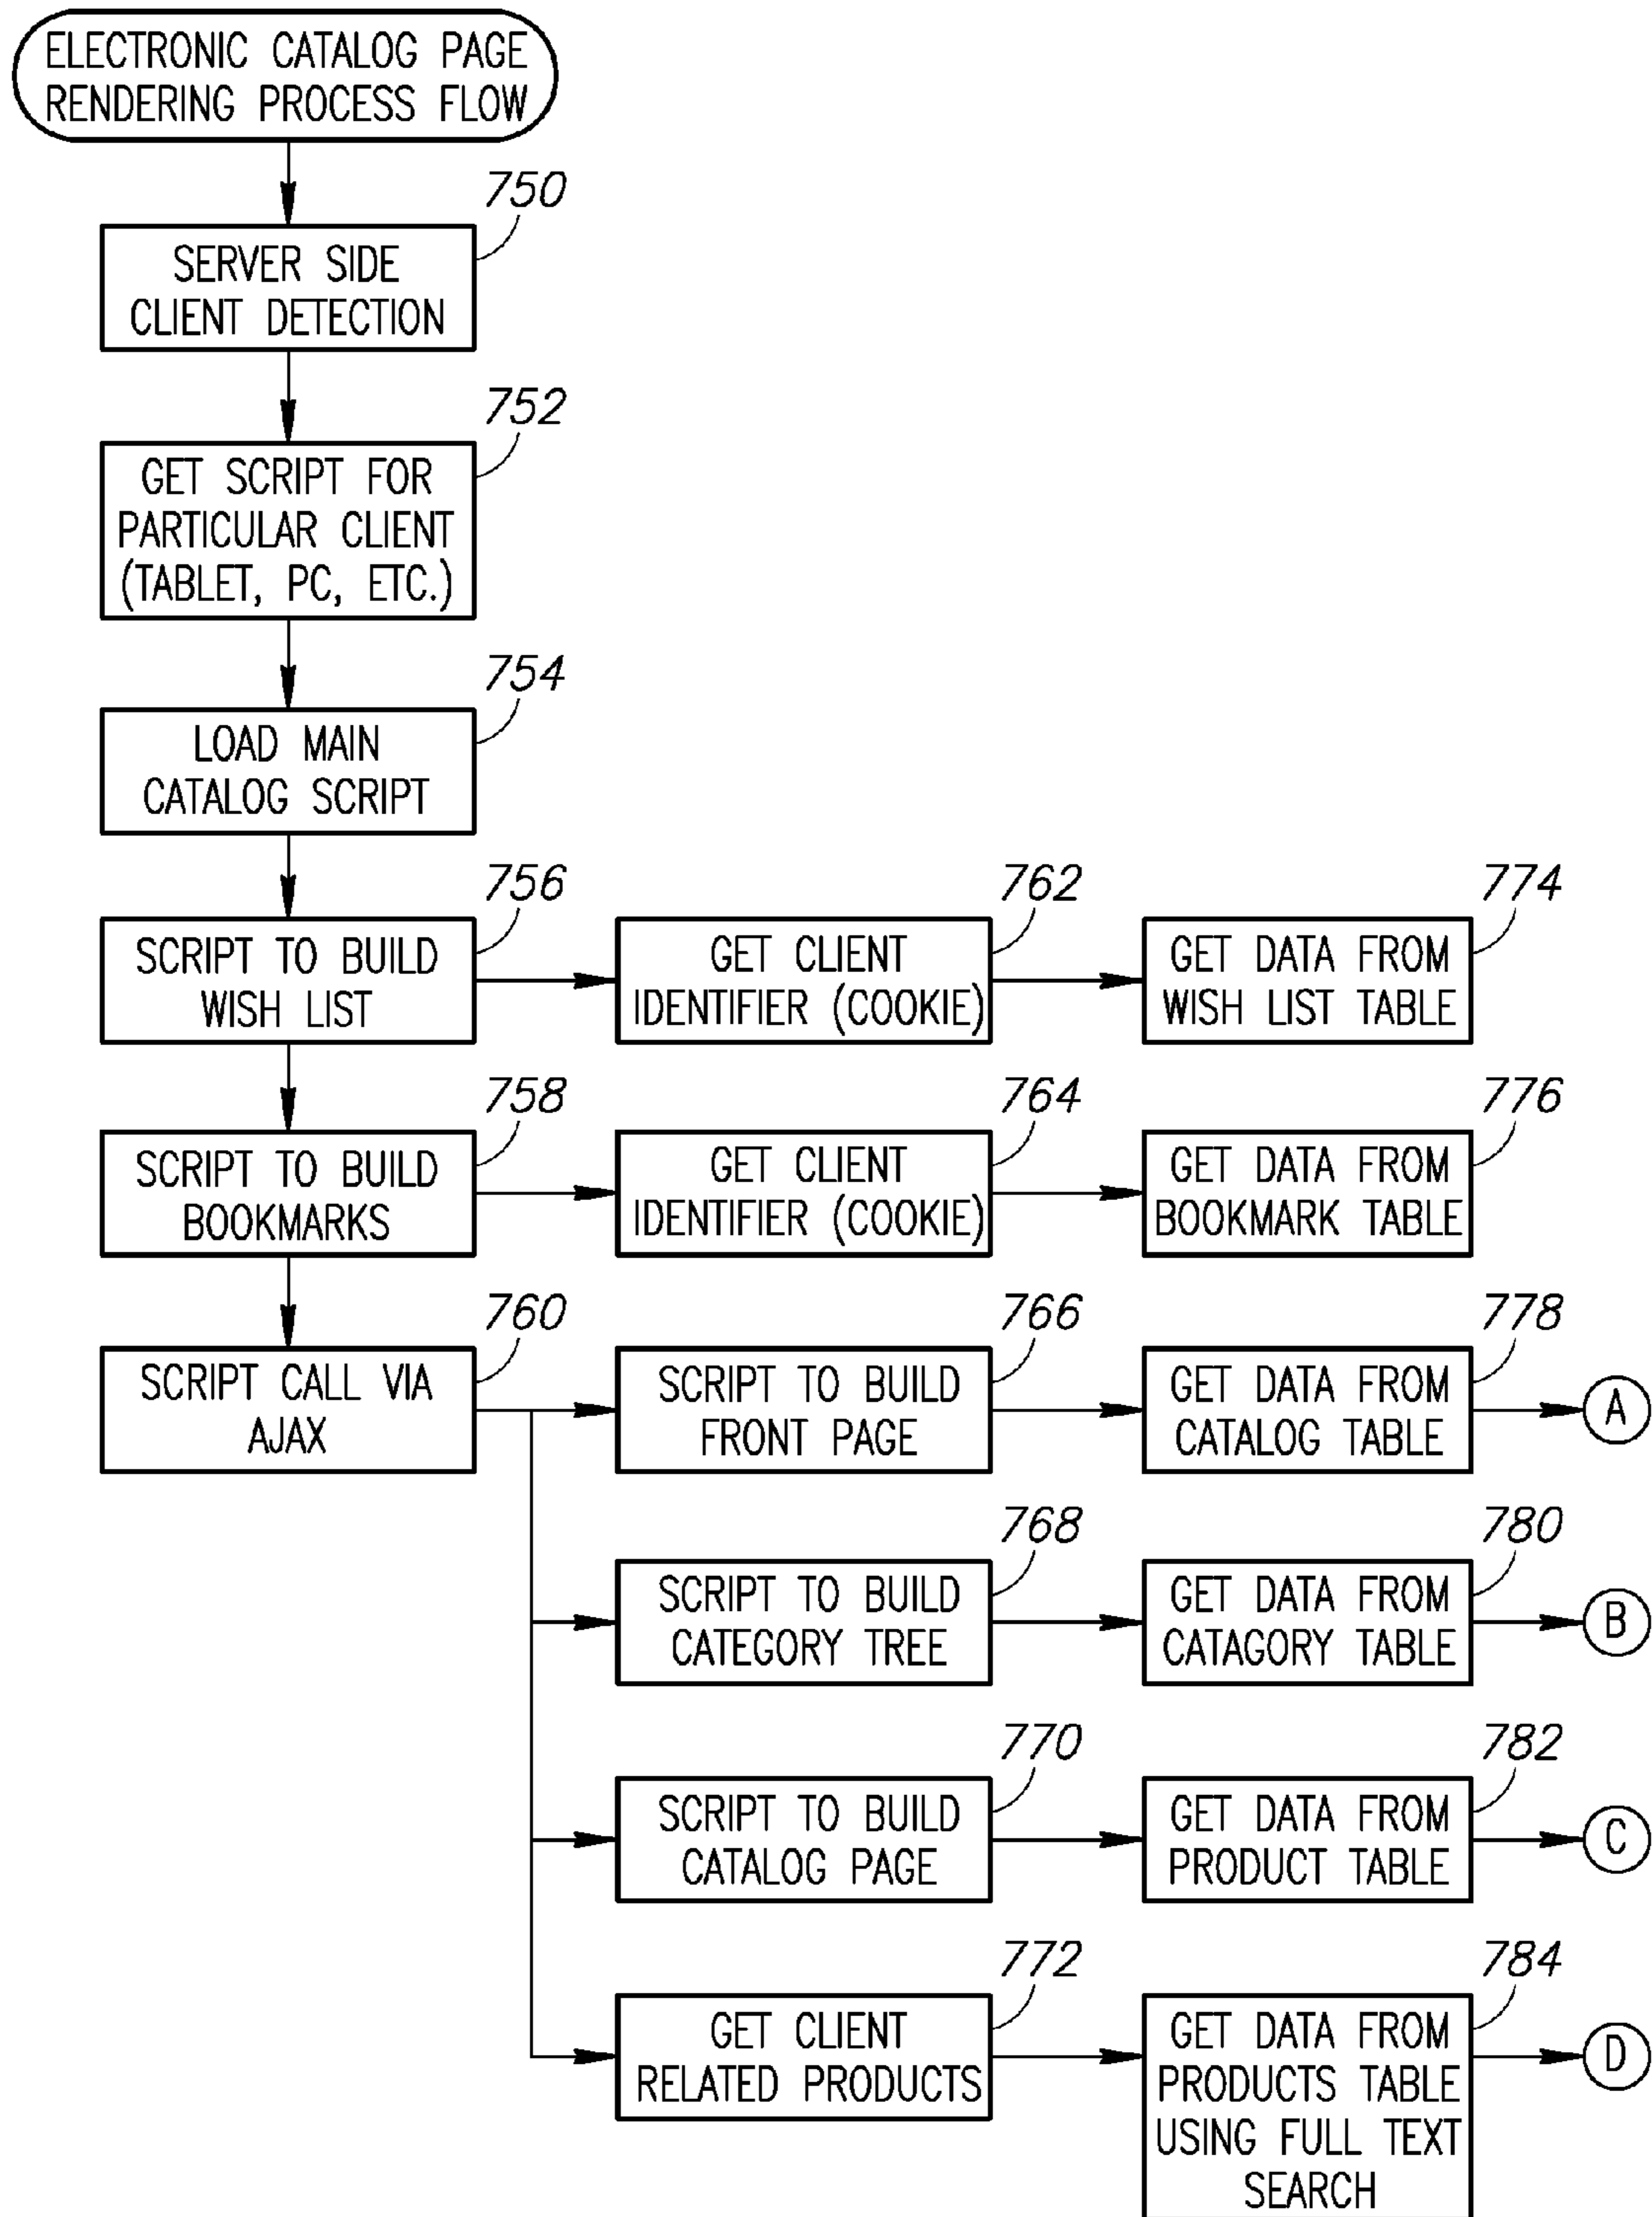 ELECTRONIC CATALOG PAGE
RENDERING PROCESS FLOW
750
SERVER SIDE
CLIENT DETECTION
752
GET SCRIPT FOR
PARTICULAR CLIENT
(TABLET, PC, ETC.)
754
LOAD MAIN
CATALOG SCRIPT
756
SCRIPT TO BUILD
WISH LIST
762
GET CLIENT
IDENTIFIER (COOKIE)
774
GET DATA FROM
WISH LIST TABLE
758
SCRIPT TO BUILD
BOOKMARKS
764
GET CLIENT
IDENTIFIER (COOKIE)
776
GET DATA FROM
BOOKMARK TABLE
760
SCRIPT CALL VIA
AJAX
766
SCRIPT TO BUILD
FRONT PAGE
778
GET DATA FROM
CATALOG TABLE
A
768
SCRIPT TO BUILD
CATEGORY TREE
780
GET DATA FROM
CATAGORY TABLE
B
770
SCRIPT TO BUILD
CATALOG PAGE
782
GET DATA FROM
PRODUCT TABLE
C
772
GET CLIENT
RELATED PRODUCTS
784
GET DATA FROM
PRODUCTS TABLE
USING FULL TEXT
SEARCH
D